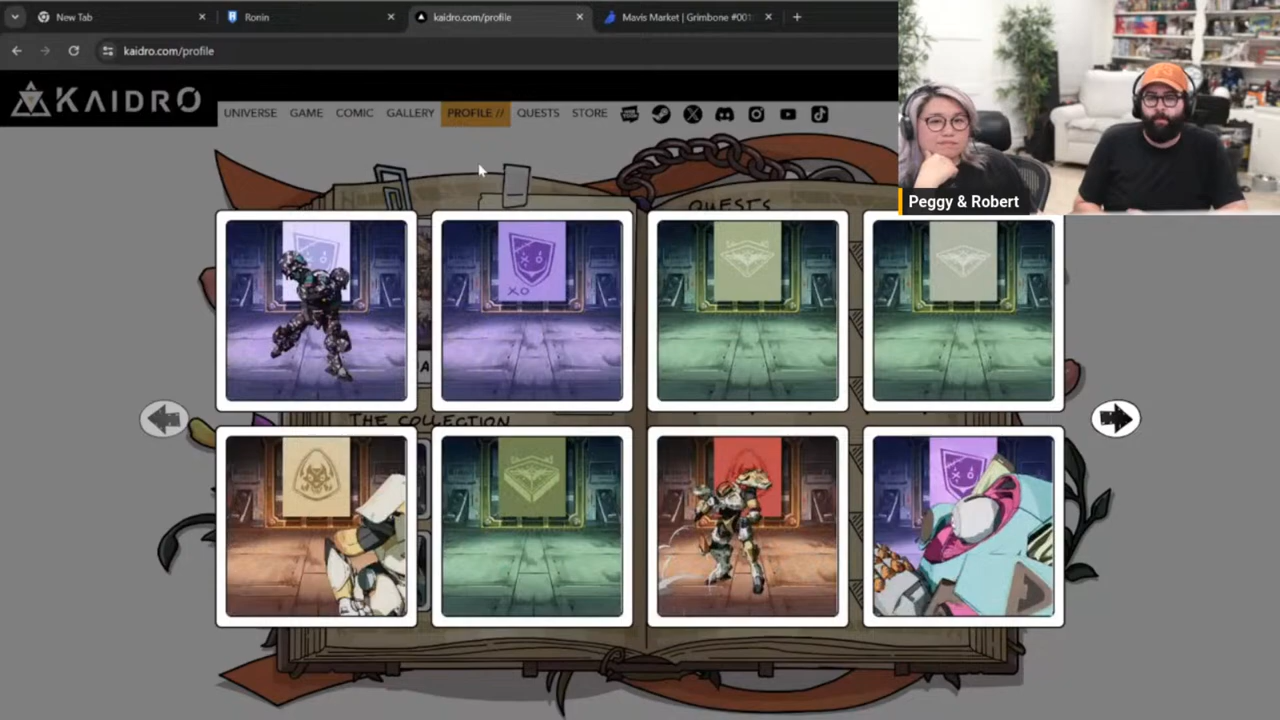 New Tab
Ronin
kaidro.com/profile
Mavis Market | Grimbone #001
kaidro.com/profile
KAIDRO
UNIVERSE
GAME
COMIC
GALLERY
PROFILE //
QUESTS
STORE
Peggy & Robert
QUESTS
XO
THE COLLECTION